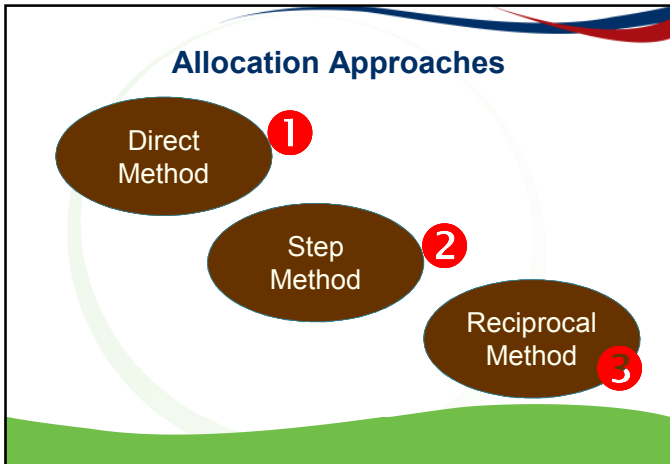 Allocation Approaches
Direct
Method
1
Step
Method
2
Reciprocal
Method
3